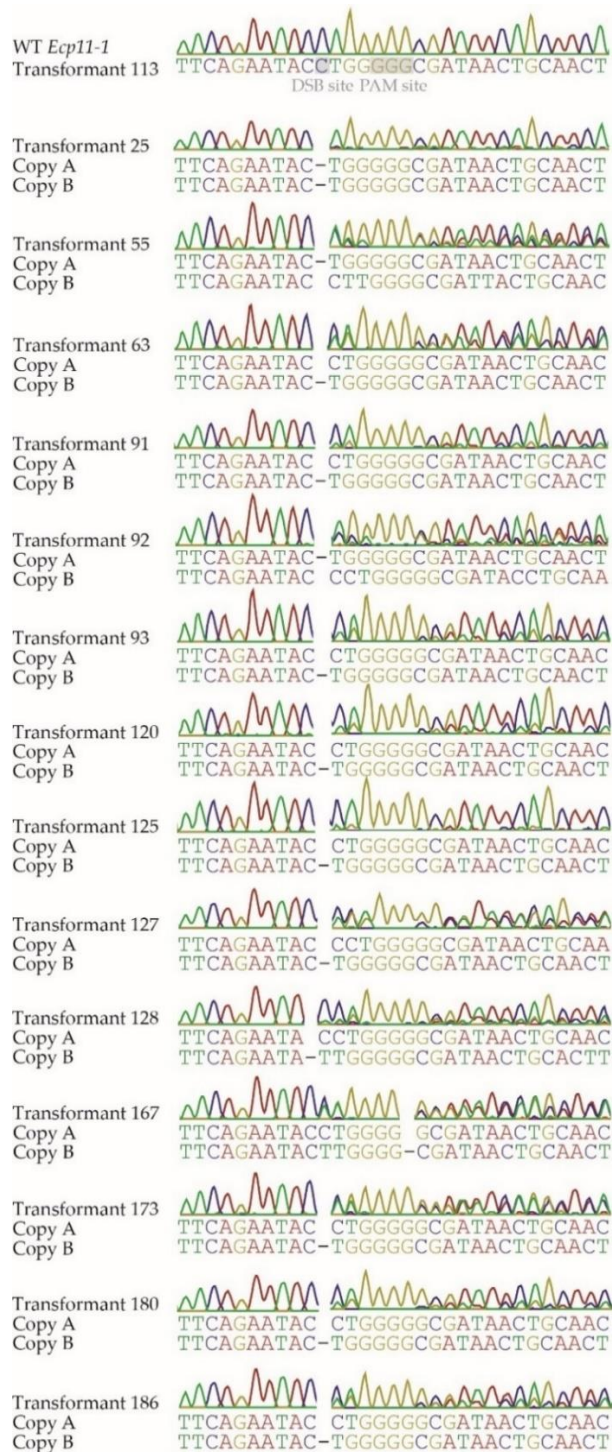 WT Ecp11-1
Transformant 113 TTCAGAATACCTGGGGGCGATAACTGCAACT
DSB site PAM site
Transformant 25
Copy A TTCAGAATAC-TGGGGGCGATAACTGCAACT
Copy B TTCAGAATAC-TGGGGGCGATAACTGCAACT
Transformant 55
Copy A TTCAGAATAC-TGGGGGCGATAACTGCAACT
Copy B TTCAGAATAC CTTGGGGCGATTACTGCAAC
Transformant 63
Copy A TTCAGAATAC CTGGGGGCGATAACTGCAAC
Copy B TTCAGAATAC-TGGGGGCGATAACTGCAACT
Transformant 91
Copy A TTCAGAATAC CTGGGGGCGATAACTGCAAC
Copy B TTCAGAATAC-TGGGGGCGATAACTGCAACT
Transformant 92
Copy A TTCAGAATAC-TGGGGGCGATAACTGCAACT
Copy B TTCAGAATAC CCTGGGGGCGATACCTGCAA
Transformant 93
Copy A TTCAGAATAC CTGGGGGCGATAACTGCAAC
Copy B TTCAGAATAC-TGGGGGCGATAACTGCAACT
Transformant 120
Copy A TTCAGAATAC CTGGGGGCGATAACTGCAAC
Copy B TTCAGAATAC-TGGGGGCGATAACTGCAACT
Transformant 125
Copy A TTCAGAATAC CTGGGGGCGATAACTGCAAC
Copy B TTCAGAATAC-TGGGGGCGATAACTGCAACT
Transformant 127
Copy A TTCAGAATAC CCTGGGGGCGATAACTGCAA
Copy B TTCAGAATAC-TGGGGGCGATAACTGCAACT
Transformant 128
Copy A TTCAGAATA CCTGGGGGCGATAACTGCAAC
Copy B TTCAGAATA-TTGGGGGCGATAACTGCACTT
Transformant 167
Copy A TTCAGAATACCTGGGG GCGATAACTGCAAC
Copy B TTCAGAATACTTGGGG-CGATAACTGCAACT
Transformant 173
Copy A TTCAGAATAC CTGGGGGCGATAACTGCAAC
Copy B TTCAGAATAC-TGGGGGCGATAACTGCAACT
Transformant 180
Copy A TTCAGAATAC CTGGGGGCGATAACTGCAAC
Copy B TTCAGAATAC-TGGGGGCGATAACTGCAACT
Transformant 186
Copy A TTCAGAATAC CTGGGGGCGATAACTGCAAC
Copy B TTCAGAATAC-TGGGGGCGATAACTGCAACT